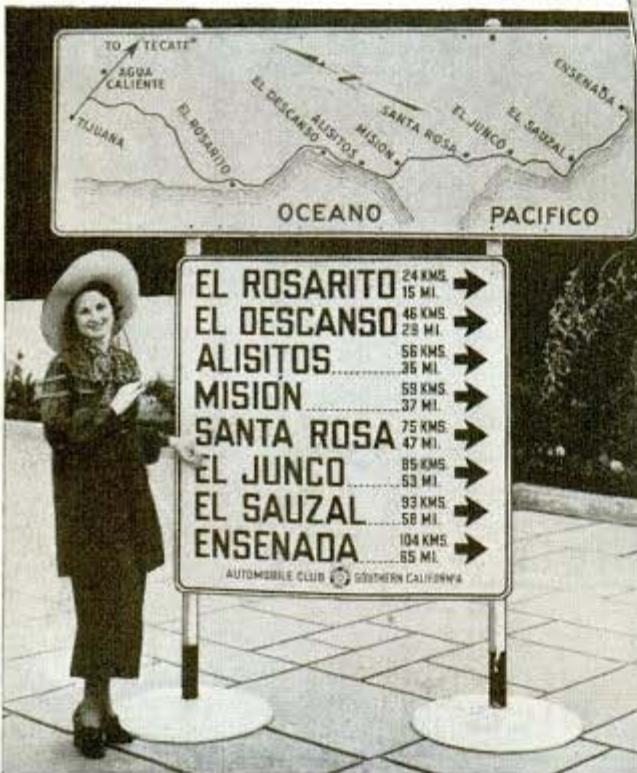 TO TECATE
AGUA
CALIENTE
TIJUANA
EL ROSARITO
EL DESCANSO
ALISITOS
MISION
SANTA ROSA
EL JUNCO
EL SAUZAL
ENSENADA
N
OCEANO PACIFICO
EL ROSARITO 24 KMS. 15 MI.
EL DESCANSO 46 KMS. 29 MI.
ALISITOS 56 KMS. 35 MI.
MISION 59 KMS. 37 MI.
SANTA ROSA 75 KMS. 47 MI.
EL JUNCO 85 KMS. 53 MI.
EL SAUZAL 93 KMS. 58 MI.
ENSENADA 104 KMS. 65 MI.
AUTOMOBILE CLUB SOUTHERN CALIFORNIA